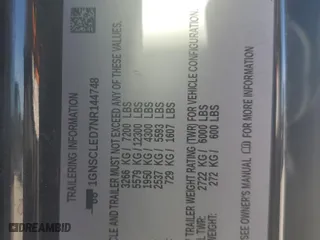 TRAILERING INFORMATION
1GNSCLED7NR144748
CLE AND TRAILER MUST NOT EXCEED ANY OF THESE VALUES.
3266 KG/ 7200 LBS
5579 KG/ 12300 LBS
1950 KG/ 4300 LBS
2537 KG/ 5593 LBS
729 KG/ 1607 LBS
TRAILER WEIGHT RATING (TWR) FOR VEHICLE CONFIGURATION.
TWR: 2722 KG/ 6000 LBS
272 KG/ 600 LBS
SEE OWNER'S MANUAL FOR MORE
DREAMBID